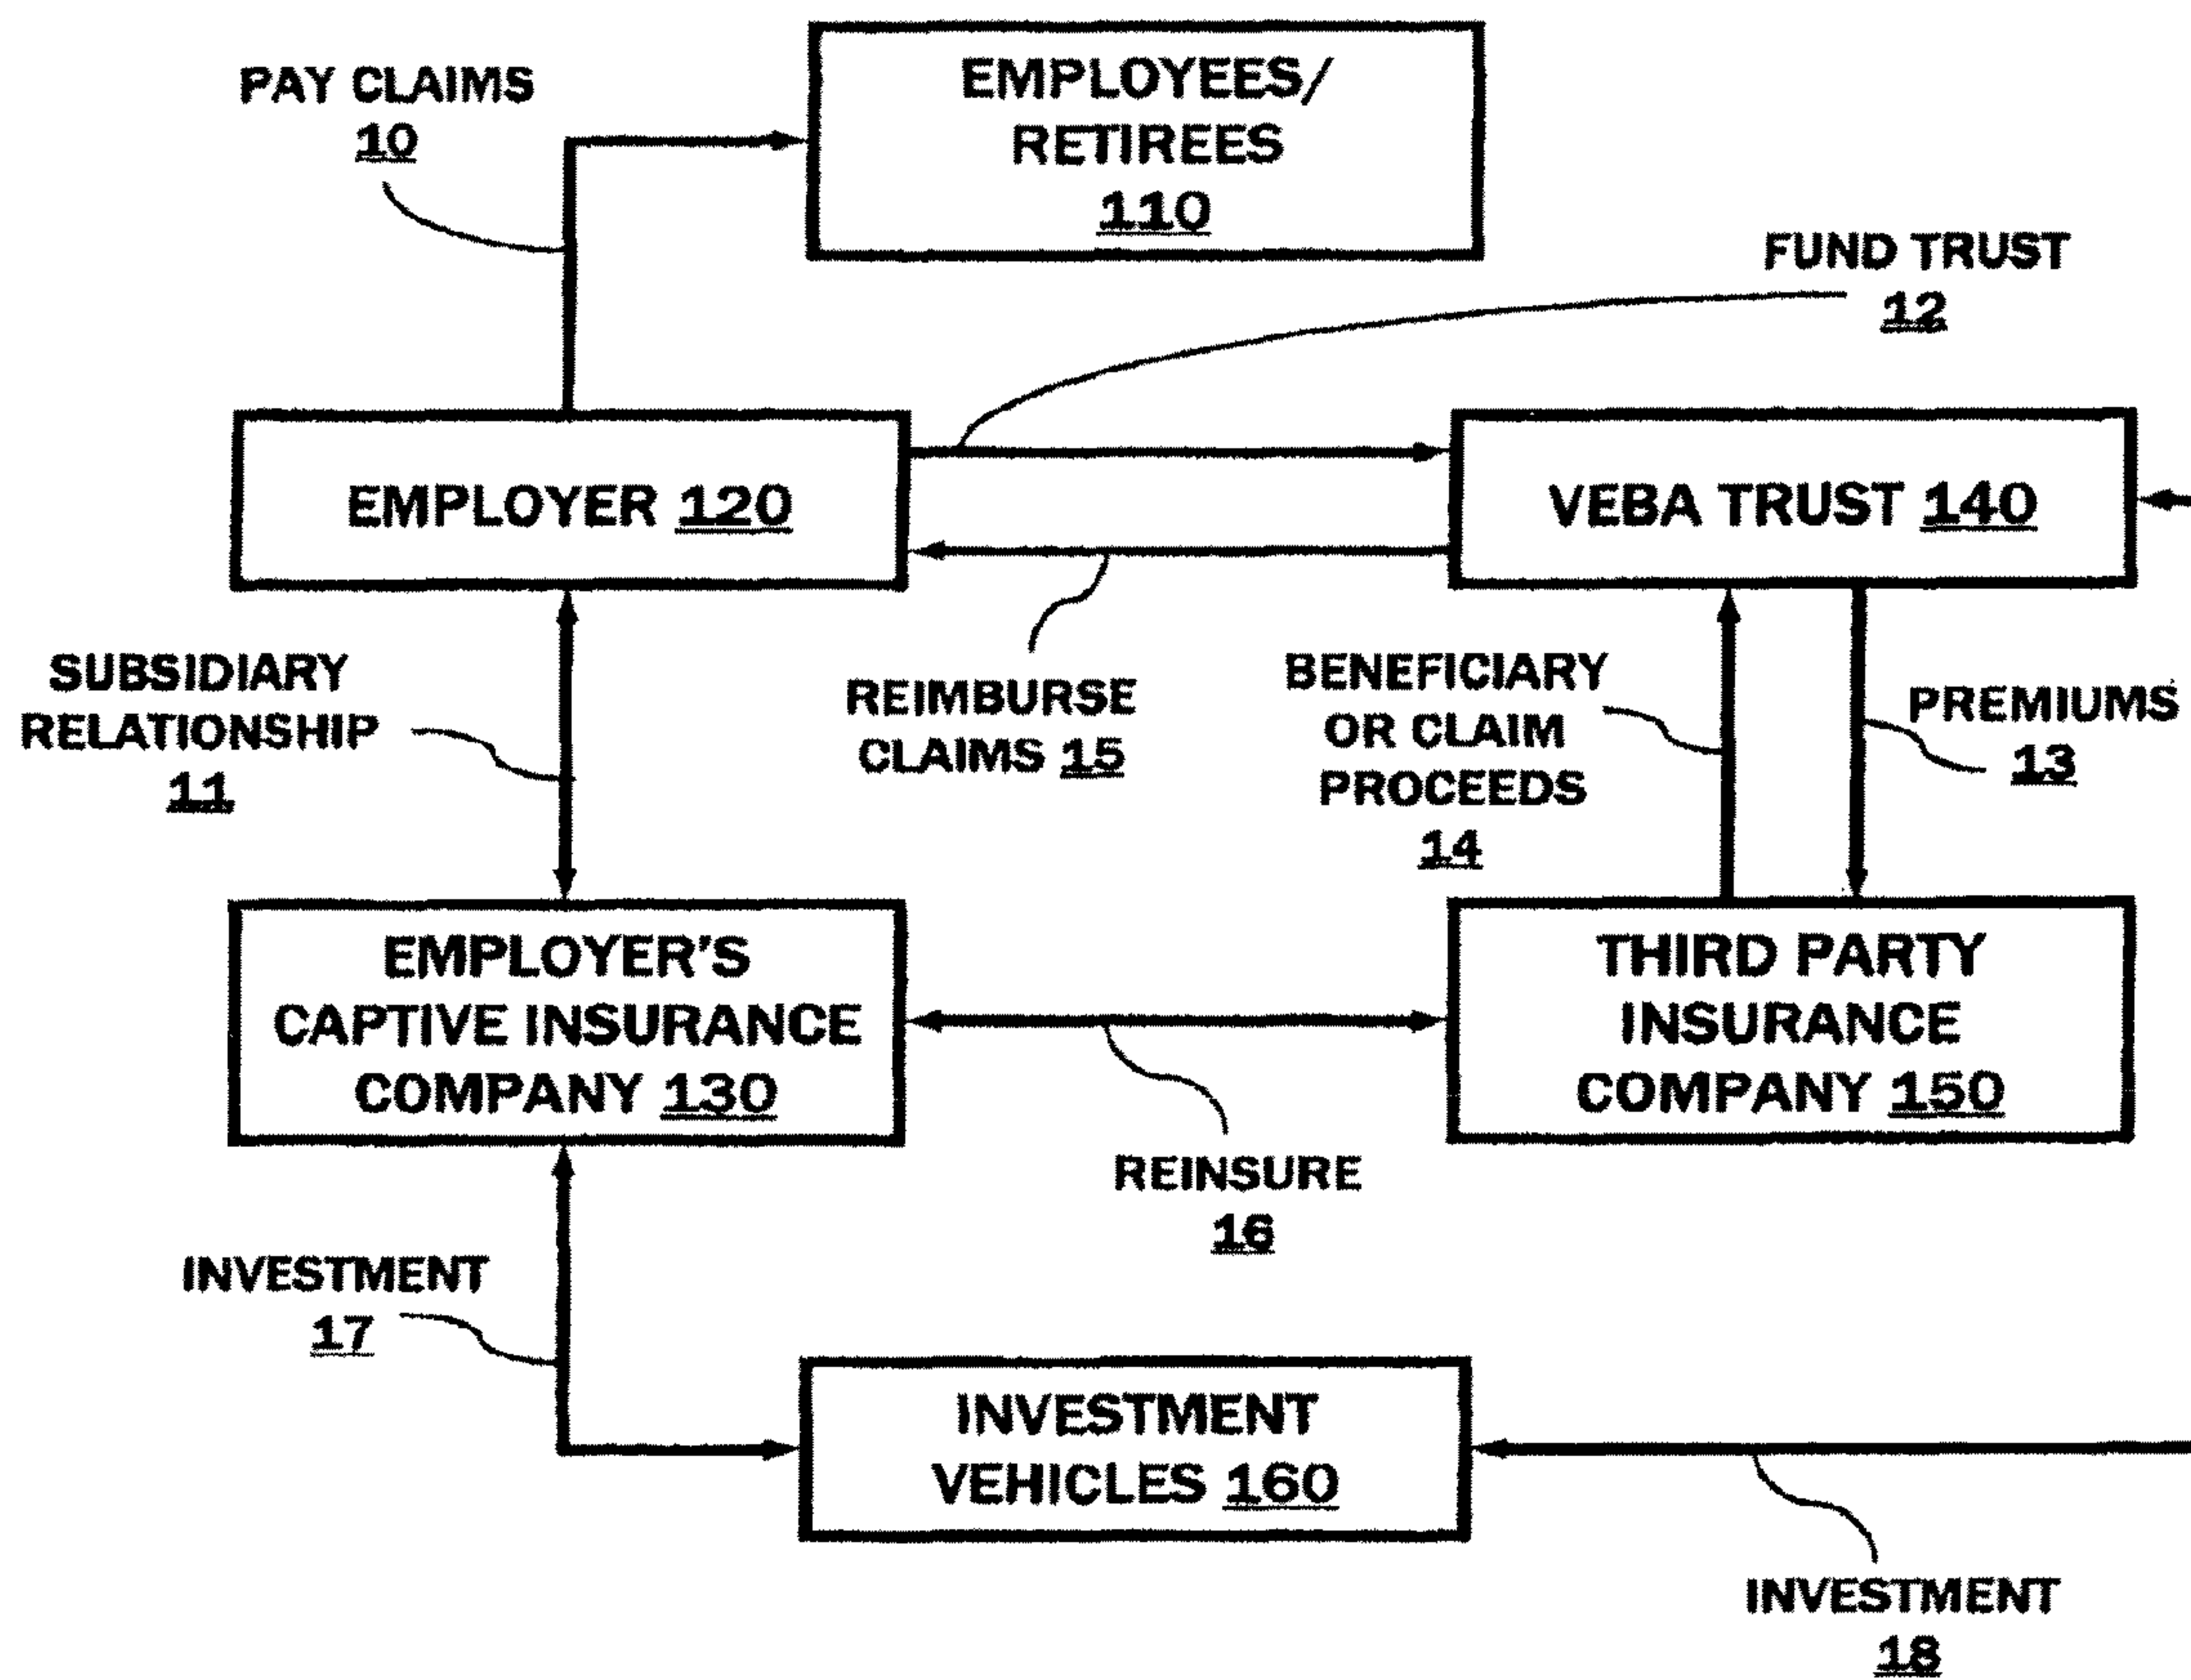 PAY CLAIMS
10
EMPLOYEES/
RETIREES
110
FUND TRUST
12
EMPLOYER 120
VEBA TRUST 140
SUBSIDIARY
RELATIONSHIP
11
REIMBURSE
CLAIMS 15
BENEFICIARY
OR CLAIM
PROCEEDS
14
PREMIUMS
13
EMPLOYER'S
CAPTIVE INSURANCE
COMPANY 130
THIRD PARTY
INSURANCE
COMPANY 150
REINSURE
16
INVESTMENT
17
INVESTMENT
VEHICLES 160
INVESTMENT
18